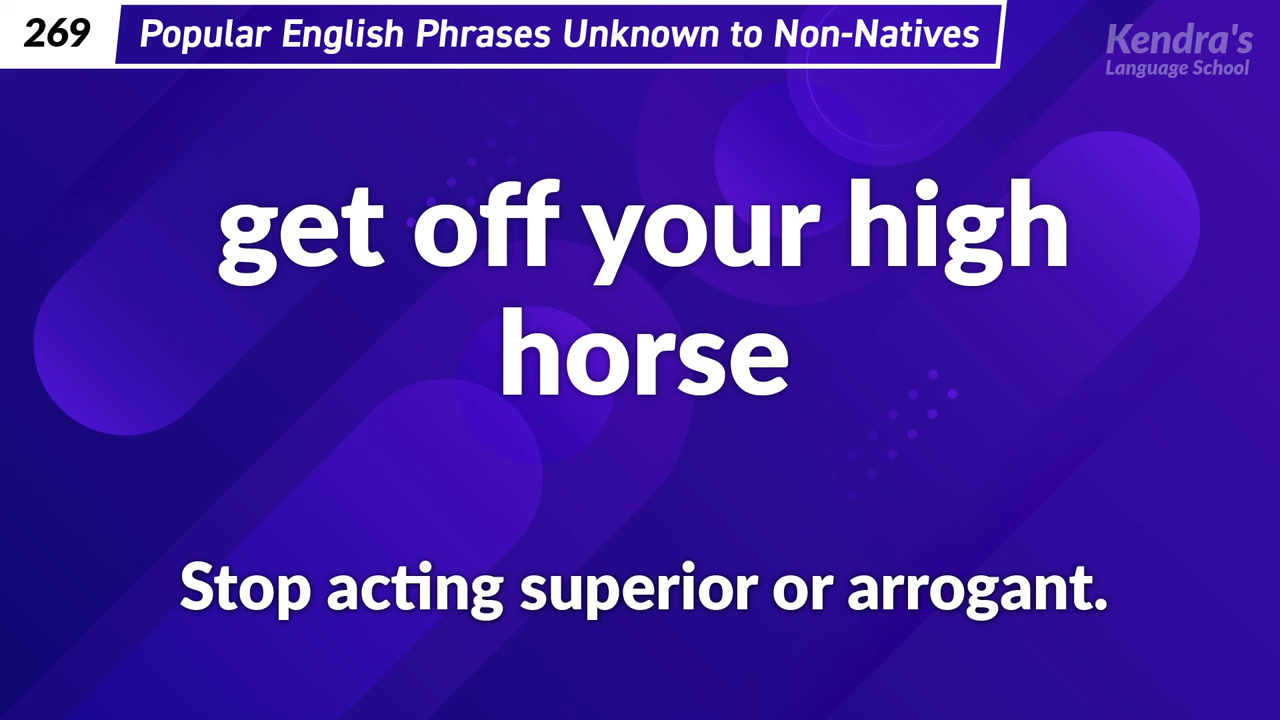 269
Popular English Phrases Unknown to Non-Natives
Kendra's
Language School
get off your high
horse
Stop acting superior or arrogant.